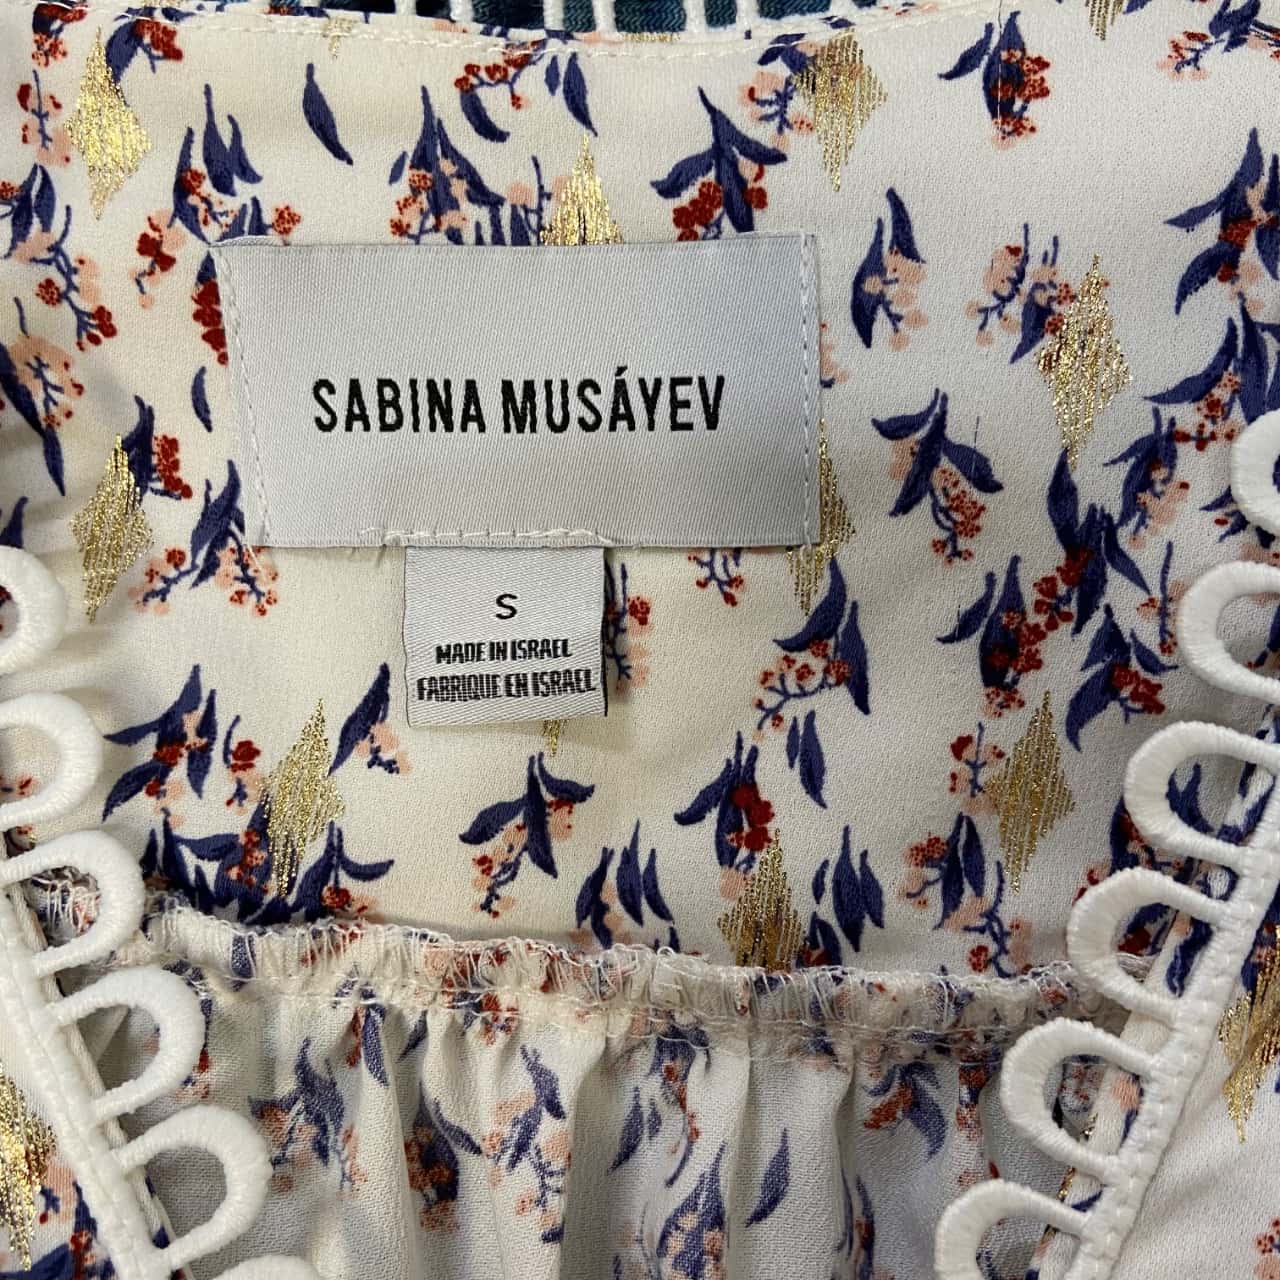 SABINA MUSÁYEV
S
MADE IN ISRAEL
FABRIQUE EN ISRAEL